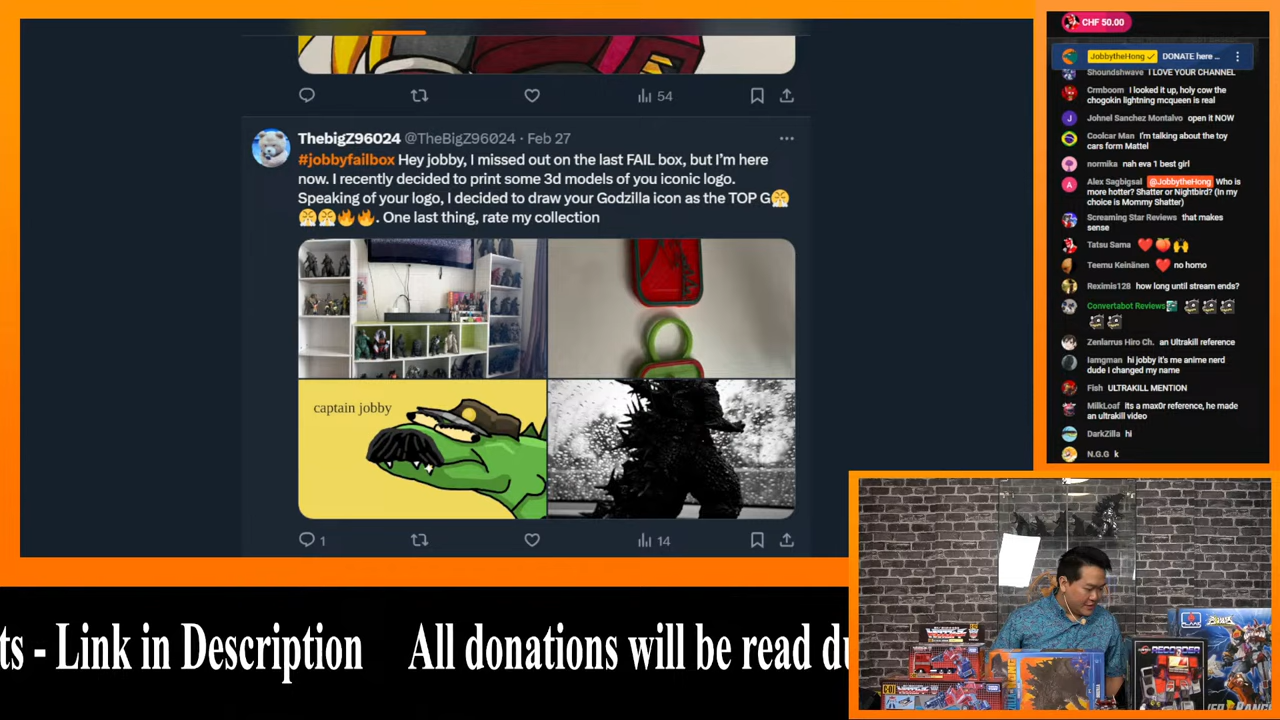 54
ThebigZ96024 @TheBigZ96024 · Feb 27
#jobbyfailbox Hey jobby, I missed out on the last FAIL box, but I'm here
now. I recently decided to print some 3d models of you iconic logo.
Speaking of your logo, I decided to draw your Godzilla icon as the TOP G😤
😤😤🔥🔥. One last thing, rate my collection
captain jobby
1
14
ts - Link in Description
All donations will be read du
CHF 50.00
JobbytheHong DONATE here ...
Shoundshwave I LOVE YOUR CHANNEL
Crmboom I looked it up, holy cow the
chogokin lightning mcqueen is real
Johnel Sanchez Montalvo open it NOW
Coolcar Man I'm talking about the toy
cars form Mattel
normika nah eva 1 best girl
Alex Sagbigsal @JobbytheHong Who is
more hotter? Shatter or Nightbird? (In my
choice is Mommy Shatter)
Screaming Star Reviews that makes
sense
Tatsu Sama ❤️🍑🙌
Teemu Keinänen ❤️ no homo
Reximis128 how long until stream ends?
Convertabot Reviews
Zenlarrus Hiro Ch. an Ultrakill reference
Iamgman hi jobby it's me anime nerd
dude I changed my name
Fish ULTRAKILL MENTION
MilkLoaf its a max0r reference, he made
an ultrakill video
DarkZilla hi
N.G.G k
RECORDER